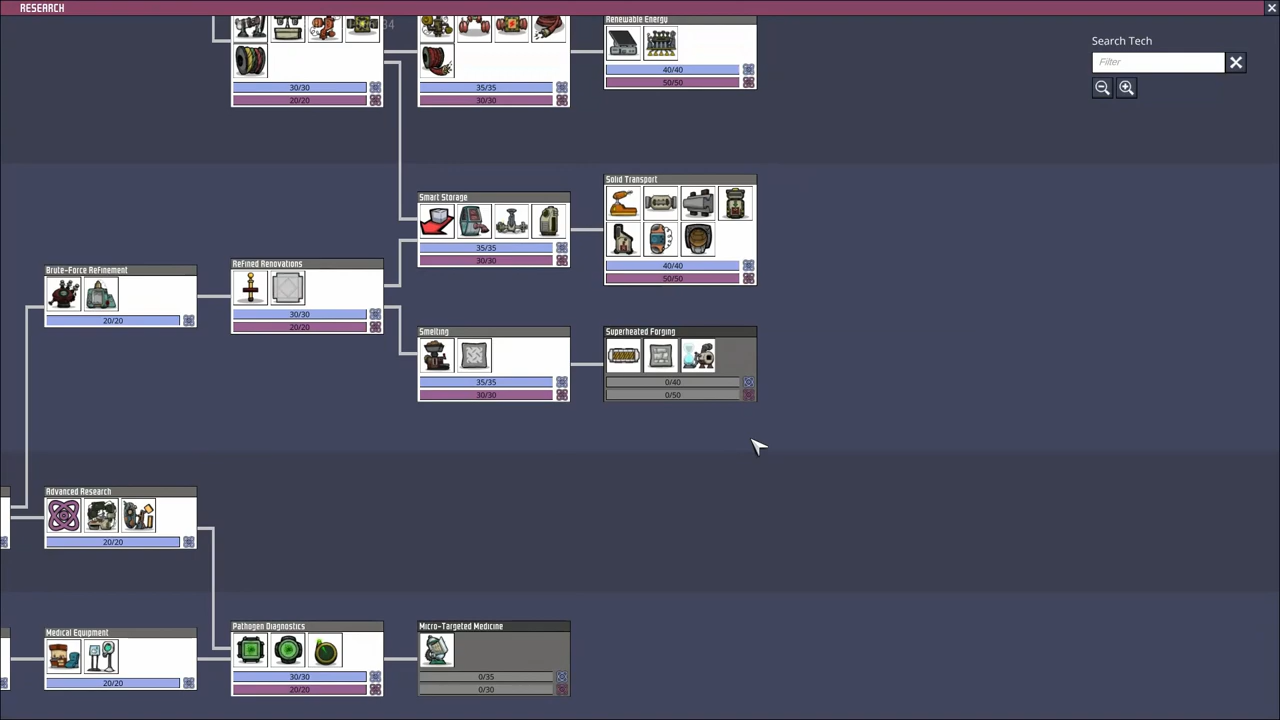 RESEARCH
34
Renewable Energy
Search Tech
Filter
40/40
50/50
30/30
20/20
35/35
30/30
Solid Transport
Smart Storage
35/35
30/30
40/40
50/50
Brute-Force Refinement
20/20
Refined Renovations
30/30
20/20
Smelting
35/35
30/30
Superheated Forging
0/40
0/50
Advanced Research
20/20
Medical Equipment
20/20
Pathogen Diagnostics
30/30
20/20
Micro-Targeted Medicine
0/35
0/30